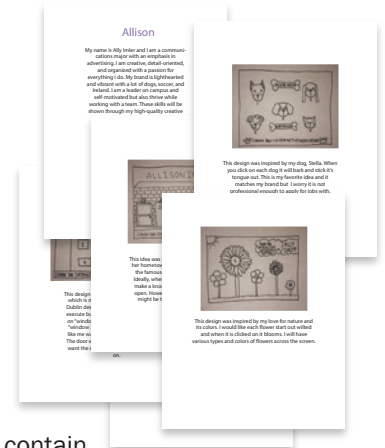 Allison
My name is Ally Imler and I am a communi-
cations major with an emphasis in
advertising. I am creative, detail-oriented,
and organized with a passion for
everything I do. My brand is lighthearted
and vibrant with a lot of dogs, soccer, and
Ireland. I am a leader on campus and
self-motivated but also thrive while
working with a team. These skills will be
shown through my high-quality creative
This design was inspired by my dog, Stella. When
you click on each dog it will bark and stick it's
tongue out. This is my favorite idea and it
matches my brand but I worry it is not
professional enough to apply for jobs with.
ALLISON
This idea was
her hometow
the famous
Ideally, when
make a kno
open. Howe
might be t
This design was inspired by my love for nature and
its colors. I would like each flower start out wilted
and when it is clicked on it blooms. I will have
various types and colors of flowers across the screen.
This design
which is
Dublin de
execute bu
on "windo
"window
like me wa
The door
want the
on.
contain